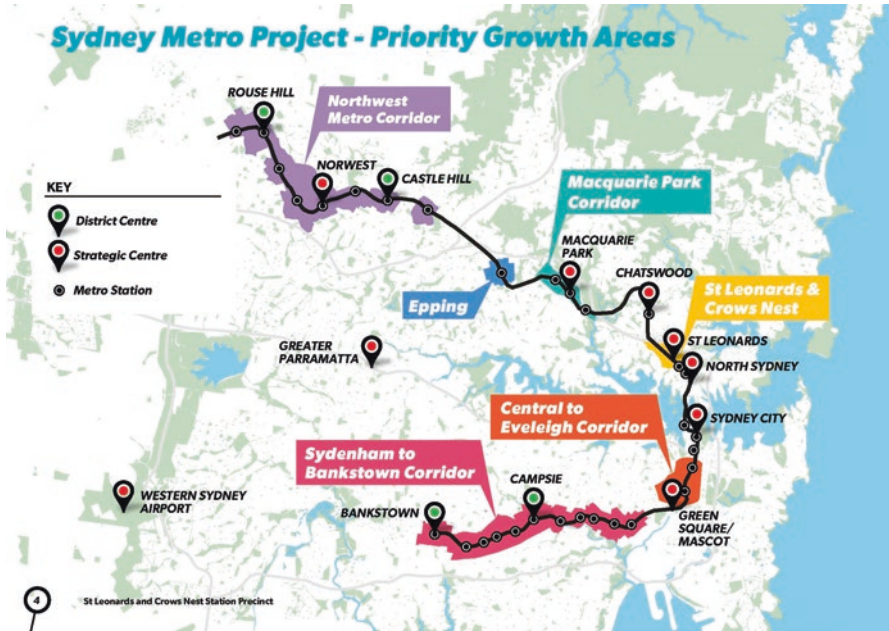 Sydney Metro Project - Priority Growth Areas
ROUSE HILL
Northwest
Metro Corridor
NORWEST
CASTLE HILL
KEY
District Centre
Strategic Centre
Metro Station
Macquarie Park
Corridor
MACQUARIE
PARK
CHATSWOOD
Epping
St Leonards &
Crows Nest
GREATER
PARRAMATTA
ST LEONARDS
NORTH SYDNEY
Central to
Eveleigh Corridor
SYDNEY CITY
Sydenham to
Bankstown Corridor
WESTERN SYDNEY
AIRPORT
BANKSTOWN
CAMPSIE
GREEN
SQUARE/
MASCOT
4
St Leonards and Crows Nest Station Precinct